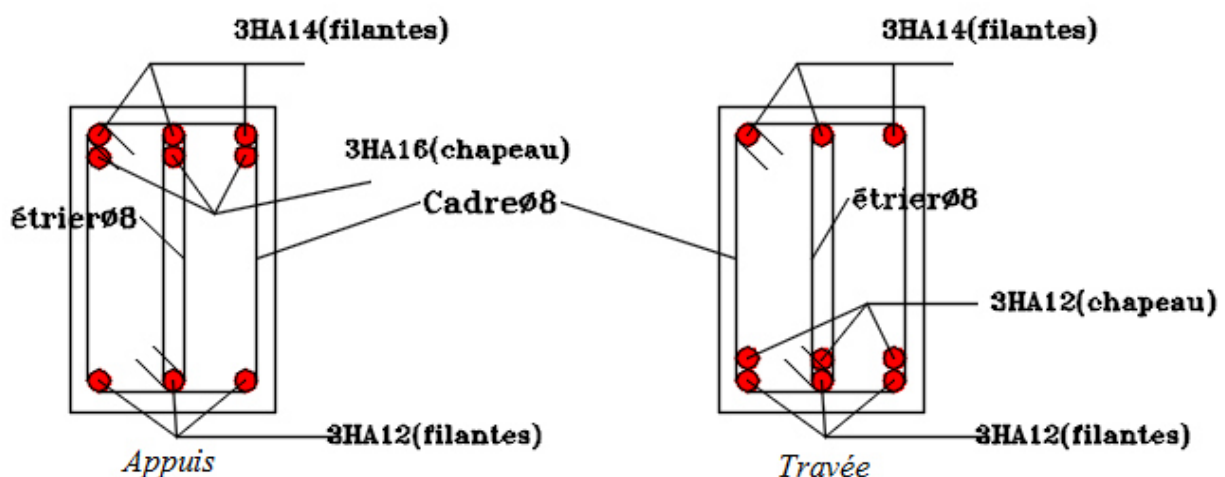 3HA14(filantes)
3HA14(filantes)
3HA16(chapeau)
étrierø8
Cadreø8
étrierø8
3HA12(chapeau)
3HA12(filantes)
3HA12(filantes)
Appuis
Travée